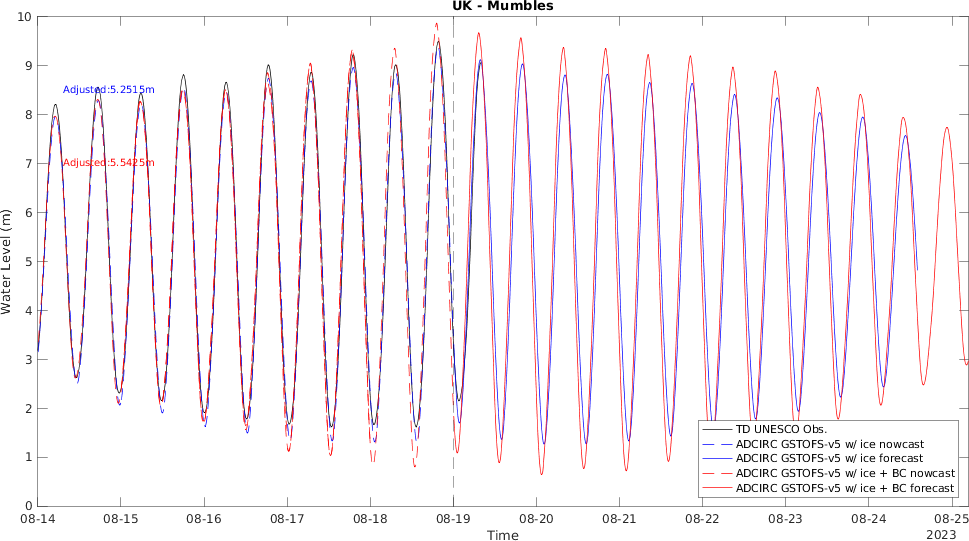 UK - Mumbles
10
9
8
7
6
5
4
3
2
1
0
Water Level (m)
Adjusted:5.2515m
Adjusted:5.5425m
TD UNESCO Obs.
ADCIRC GSTOFS-v5 w/ ice nowcast
ADCIRC GSTOFS-v5 w/ ice forecast
ADCIRC GSTOFS-v5 w/ ice + BC nowcast
ADCIRC GSTOFS-v5 w/ ice + BC forecast
08-14 08-15 08-16 08-17 08-18 08-19 08-20 08-21 08-22 08-23 08-24 08-25
Time
2023